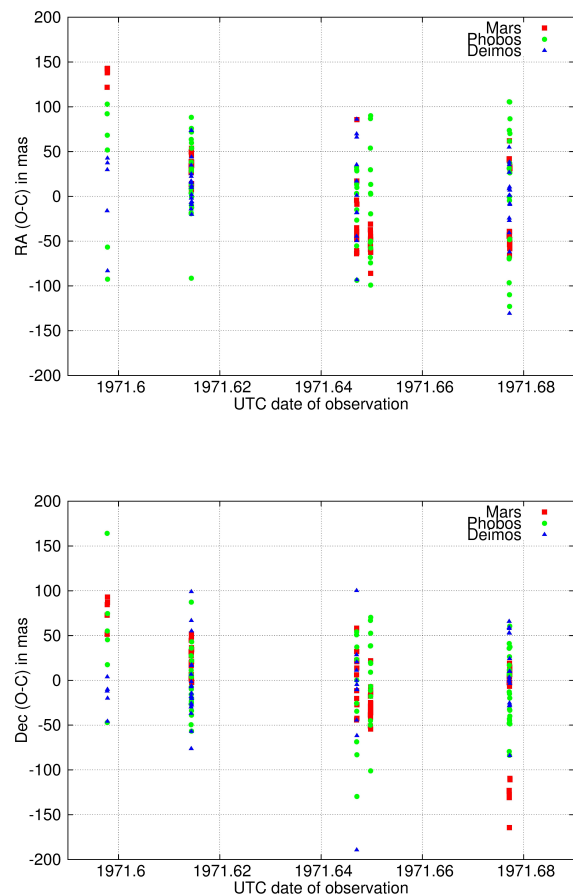 200
150
100
50
0
-50
-100
-150
-200
RA (O-C) in mas
Mars
Phobos
Deimos
1971.6 1971.62 1971.64 1971.66 1971.68
UTC date of observation
200
150
100
50
0
-50
-100
-150
-200
Dec (O-C) in mas
Mars
Phobos
Deimos
1971.6 1971.62 1971.64 1971.66 1971.68
UTC date of observation